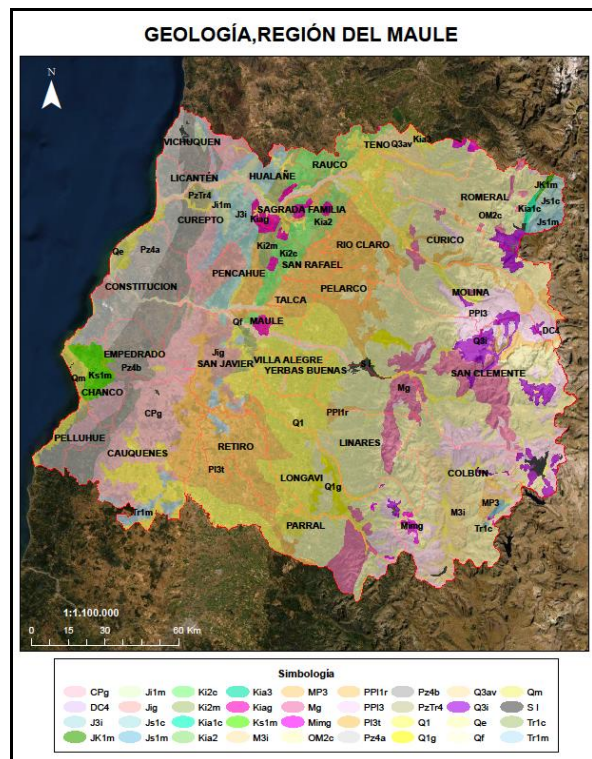 GEOLOGÍA,REGIÓN DEL MAULE
N
VICHUQUEN
TENO
Q3av
Kia3
RAUCO
LICANTÉN
HUALAÑE
PzTr4
Ji1m
J3i
SAGRADA FAMILIA
ROMERAL
JK1m
Js1c
Kia1c
OM2c
Js1m
CUREPTO
Kiag
Kia2
Qe
Pz4a
Ki2m
Ki2c
RIO CLARO
CURICO
PENCAHUE
SAN RAFAEL
CONSTITUCION
TALCA
PELARCO
MOLINA
PPl3
Qf
MAULE
DC4
EMPEDRADO
Jig
Q3i
Qm
Ks1m
Pz4b
SAN JAVIER
VILLA ALEGRE
YERBAS BUENAS
S I
SAN CLEMENTE
CHANCO
Mg
CPg
Q1
PPl1r
PELLUHUE
RETIRO
LINARES
CAUQUENES
Pl3t
LONGAVI
COLBÚN
Q1g
MP3
Tr1m
M3i
PARRAL
Mimg
Tr1c
1:1.100.000
0 15 30 60 Km
Simbología
CPg Ji1m Ki2c Kia3 MP3 PPl1r Pz4b Q3av Qm
DC4 Jig Ki2m Kiag Mg PPl3 PzTr4 Q3i S I
J3i Js1c Kia1c Ks1m Mimg Pl3t Q1 Qe Tr1c
JK1m Js1m Kia2 M3i OM2c Pz4a Q1g Qf Tr1m